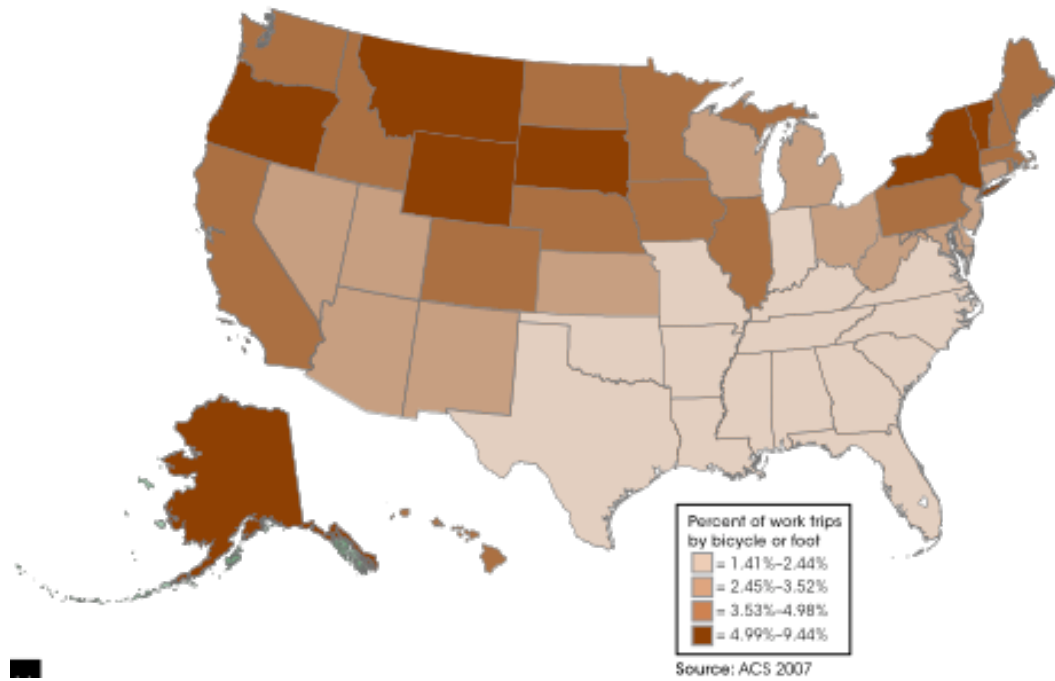 Percent of work trips
by bicycle or foot
= 1.41%–2.44%
= 2.45%–3.52%
= 3.53%–4.98%
= 4.99%–9.44%
Source: ACS 2007